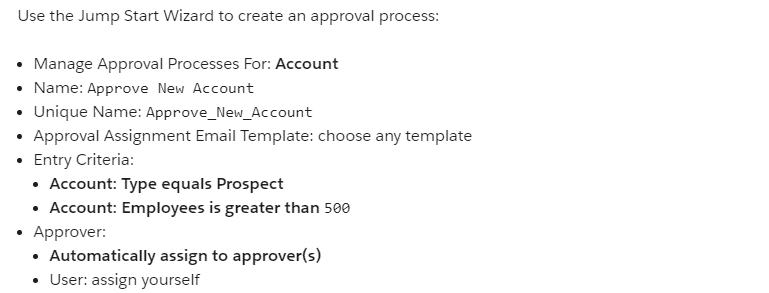 Use the Jump Start Wizard to create an approval process:
• Manage Approval Processes For: Account
• Name: Approve New Account
• Unique Name: Approve_New_Account
• Approval Assignment Email Template: choose any template
• Entry Criteria:
• Account: Type equals Prospect
• Account: Employees is greater than 500
• Approver:
• Automatically assign to approver(s)
• User: assign yourself